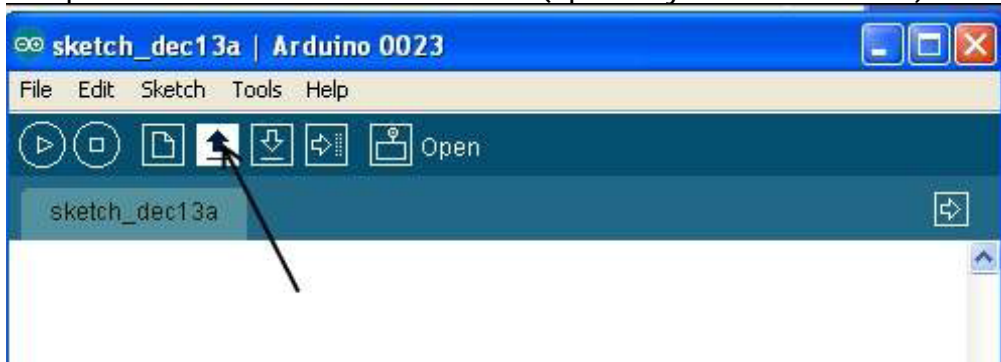 sketch_dec13a | Arduino 0023
File Edit Sketch Tools Help
Open
sketch_dec13a